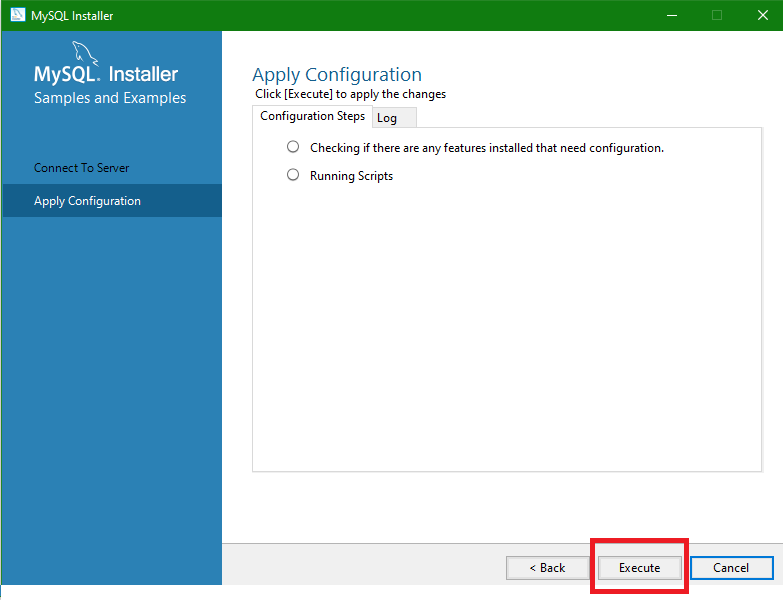 MySQL Installer
MySQL. Installer
Samples and Examples
Connect To Server
Apply Configuration
Apply Configuration
Click [Execute] to apply the changes
Configuration Steps
Log
Checking if there are any features installed that need configuration.
Running Scripts
< Back
Execute
Cancel